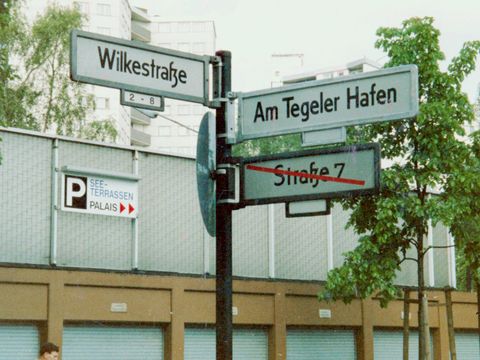 Wilkestraße
2 - 8
Am Tegeler Hafen
Straße 7
P
SEE-
TERRASSEN
PALAIS